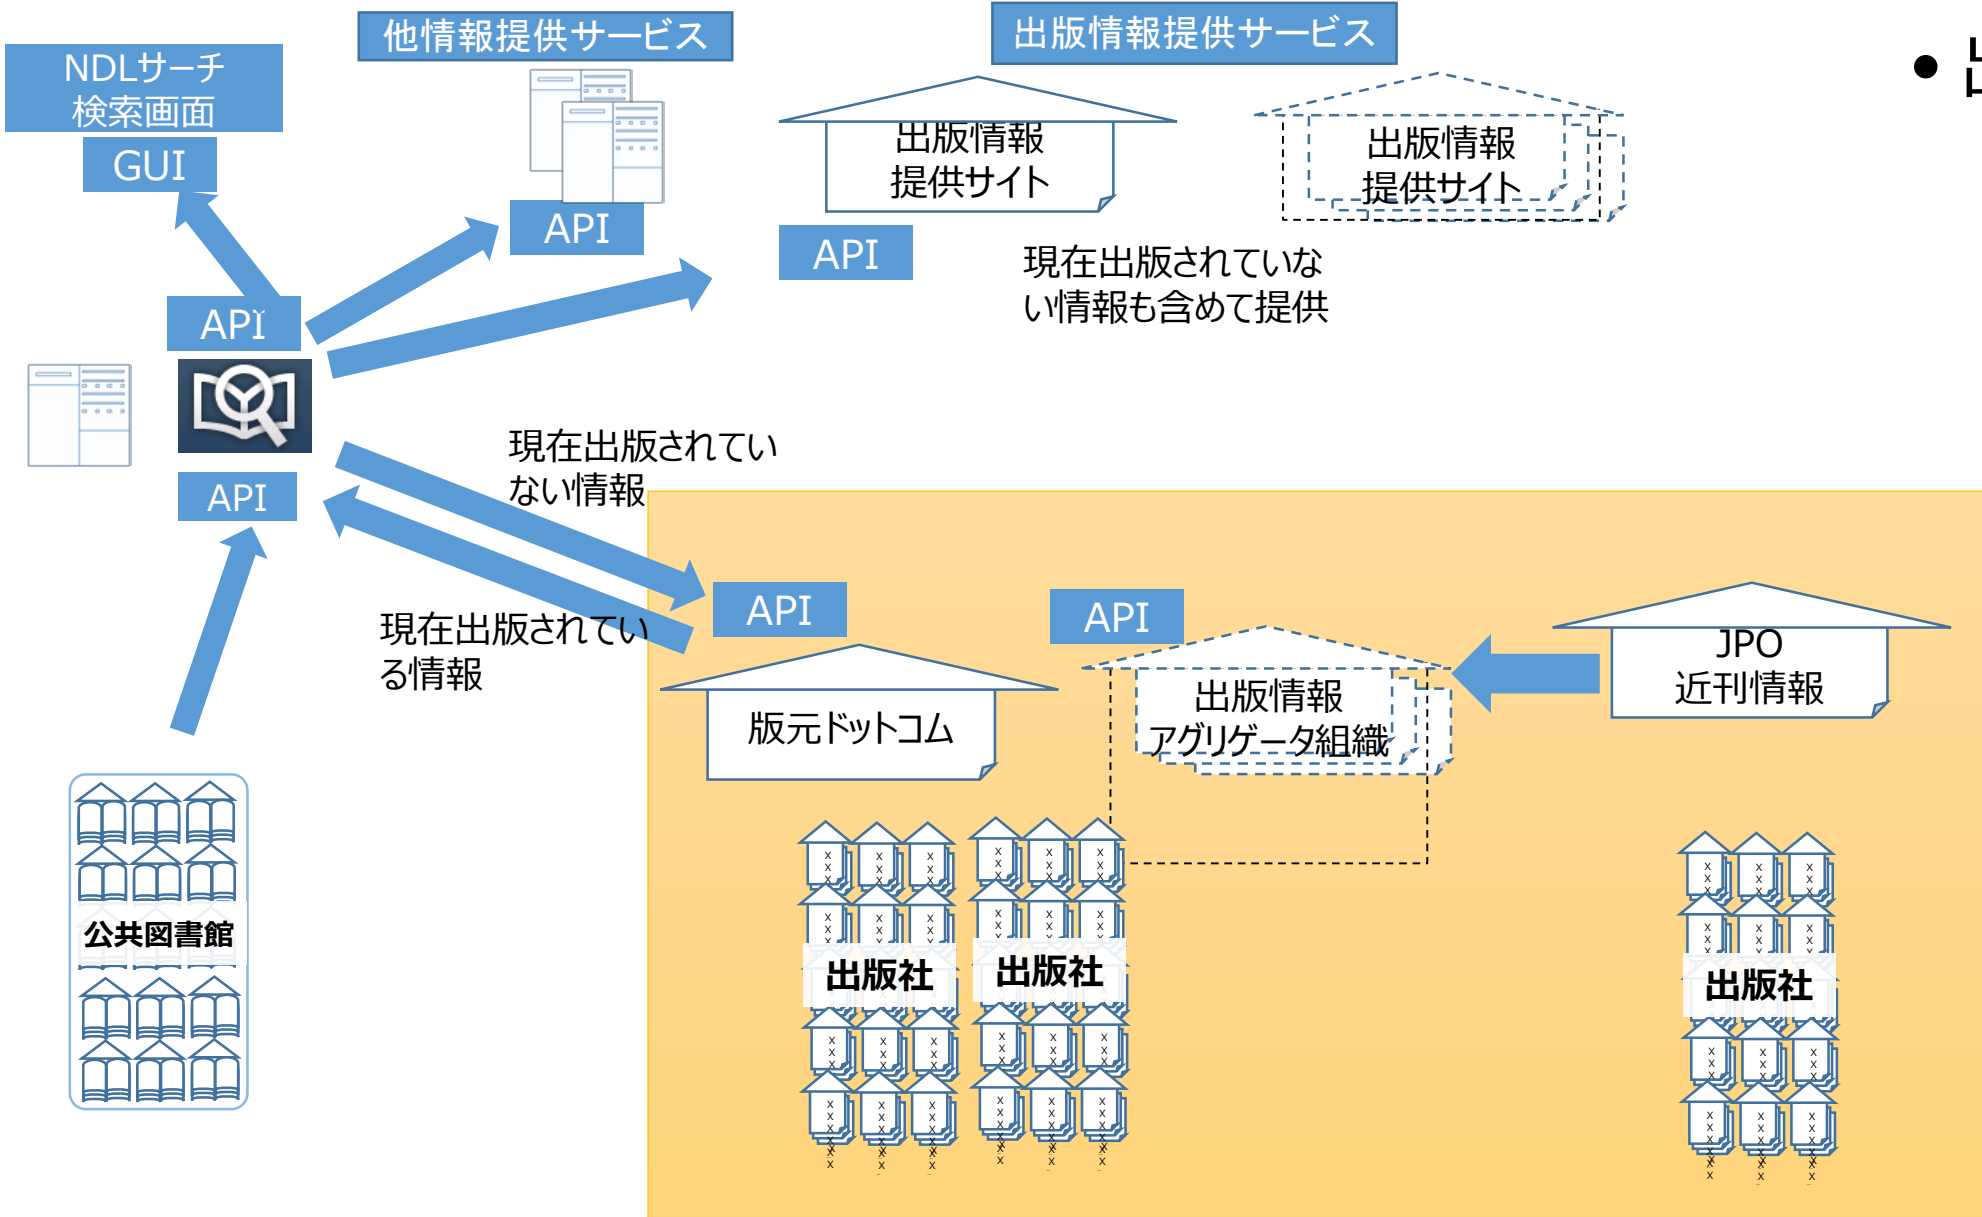 他情報提供サービス
出版情報提供サービス
NDLサーチ
検索画面
GUI
API
出版情報
提供サイト
API
出版情報
提供サイト
現在出版されていな
い情報も含めて提供
API
API
現在出版されてい
ない情報
現在出版されてい
る情報
API
版元ドットコム
API
出版情報
アグリゲータ組織
JPO
近刊情報
公共図書館
出版社
出版社
出版社